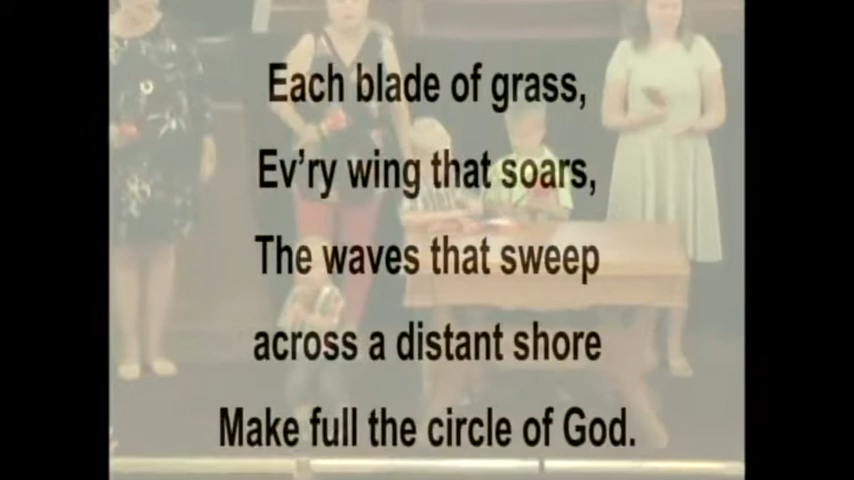 Each blade of grass,
Ev’ry wing that soars,
The waves that sweep
across a distant shore
Make full the circle of God.